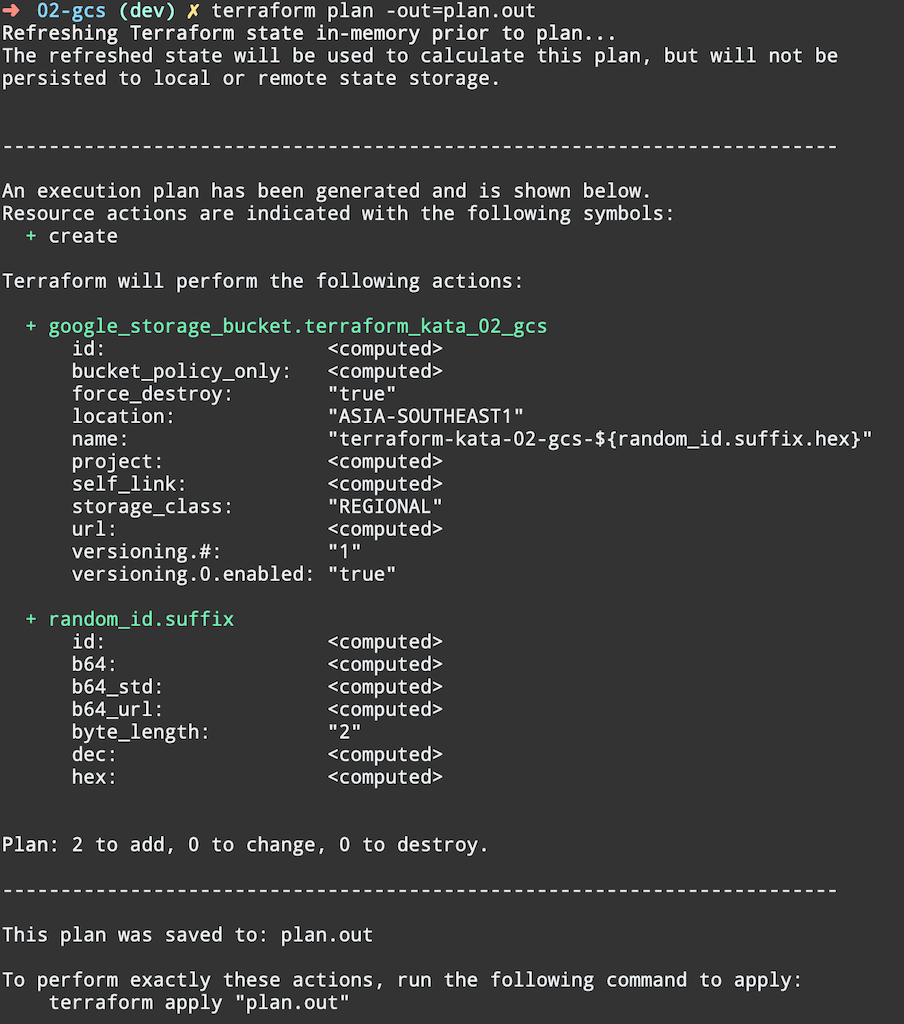 ➜  02-gcs (dev) ✗ terraform plan -out=plan.out
Refreshing Terraform state in-memory prior to plan...
The refreshed state will be used to calculate this plan, but will not be
persisted to local or remote state storage.
------------------------------------------------------------------------
An execution plan has been generated and is shown below.
Resource actions are indicated with the following symbols:
  + create
Terraform will perform the following actions:
  + google_storage_bucket.terraform_kata_02_gcs
      id:                   <computed>
      bucket_policy_only:   <computed>
      force_destroy:        "true"
      location:             "ASIA-SOUTHEAST1"
      name:                 "terraform-kata-02-gcs-${random_id.suffix.hex}"
      project:              <computed>
      self_link:            <computed>
      storage_class:        "REGIONAL"
      url:                  <computed>
      versioning.#:         "1"
      versioning.0.enabled: "true"
  + random_id.suffix
      id:                   <computed>
      b64:                  <computed>
      b64_std:              <computed>
      b64_url:              <computed>
      byte_length:          "2"
      dec:                  <computed>
      hex:                  <computed>
Plan: 2 to add, 0 to change, 0 to destroy.
------------------------------------------------------------------------
This plan was saved to: plan.out
To perform exactly these actions, run the following command to apply:
    terraform apply "plan.out"